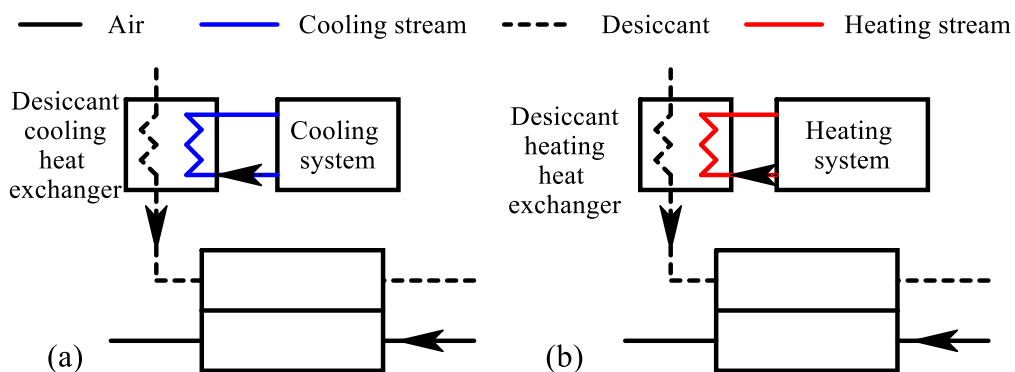 Air Cooling stream Desiccant Heating stream
Desiccant
cooling
heat
exchanger
Cooling
system
(a)
Desiccant
heating
heat
exchanger
Heating
system
(b)